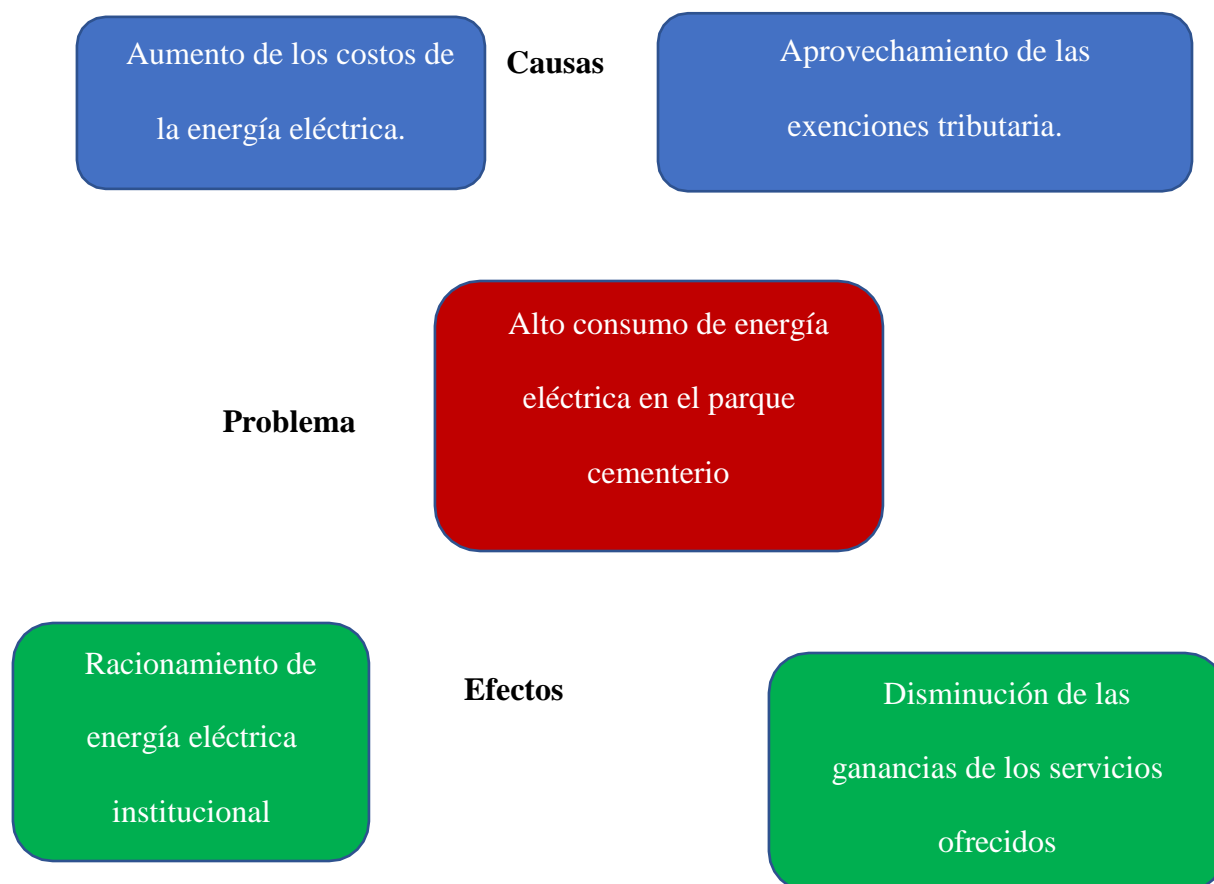 Aumento de los costos de
la energía eléctrica.
Causas
Aprovechamiento de las
exenciones tributaria.
Problema
Alto consumo de energía
eléctrica en el parque
cementerio
Racionamiento de
energía eléctrica
institucional
Efectos
Disminución de las
ganancias de los servicios
ofrecidos